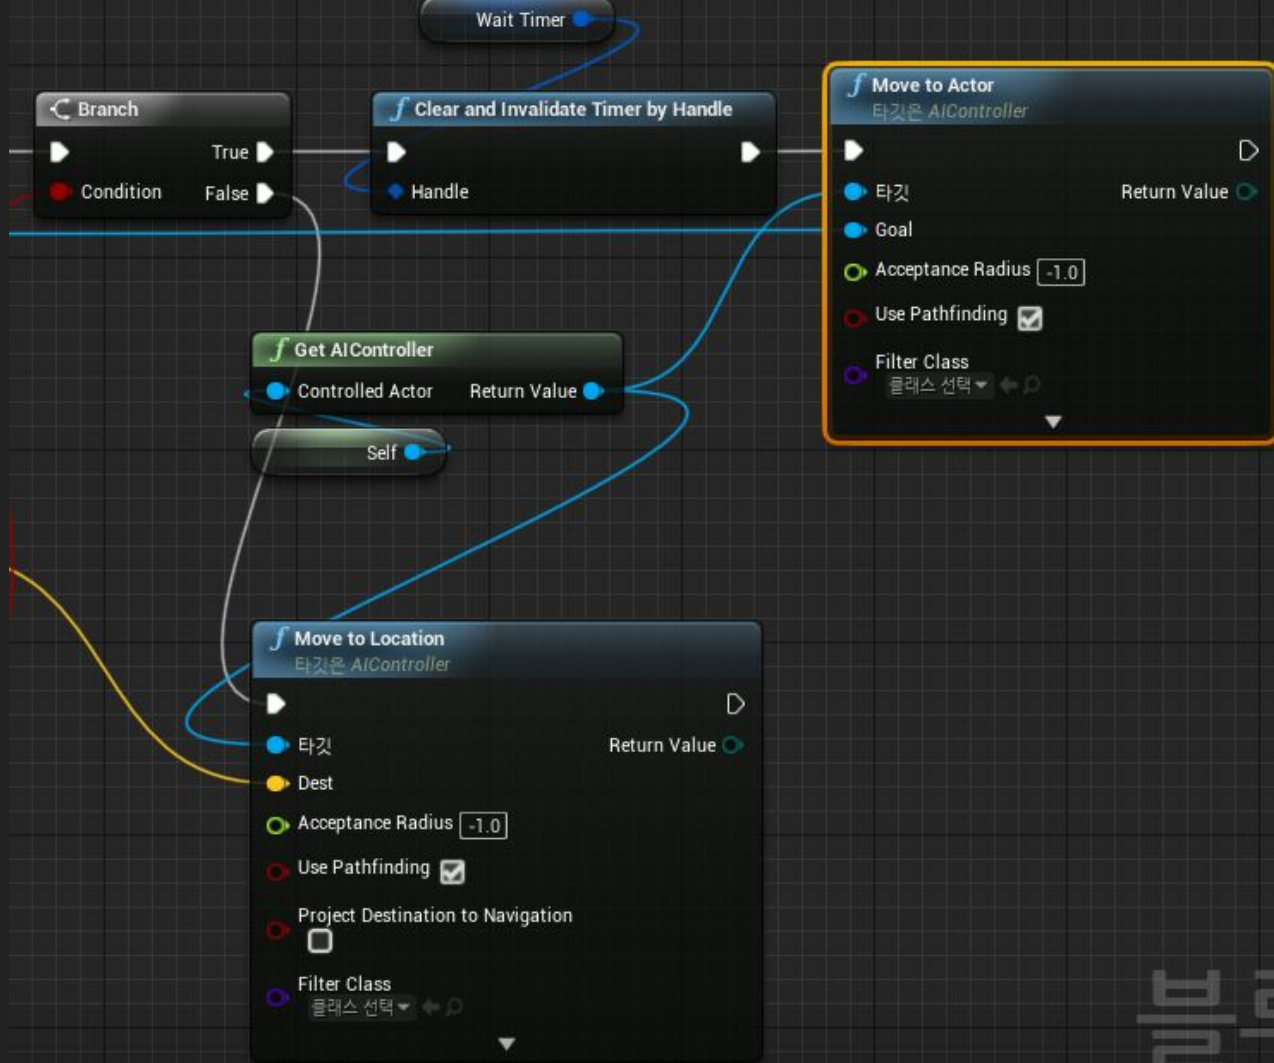 Wait Timer
Branch
True
Condition
False
Clear and Invalidate Timer by Handle
Handle
Move to Actor
타깃은 AIController
타깃
Return Value
Goal
Acceptance Radius -1.0
Use Pathfinding
Filter Class
클래스 선택
Get AIController
Controlled Actor
Return Value
Self
Move to Location
타깃은 AIController
타깃
Return Value
Dest
Acceptance Radius -1.0
Use Pathfinding
Project Destination to Navigation
Filter Class
클래스 선택
블